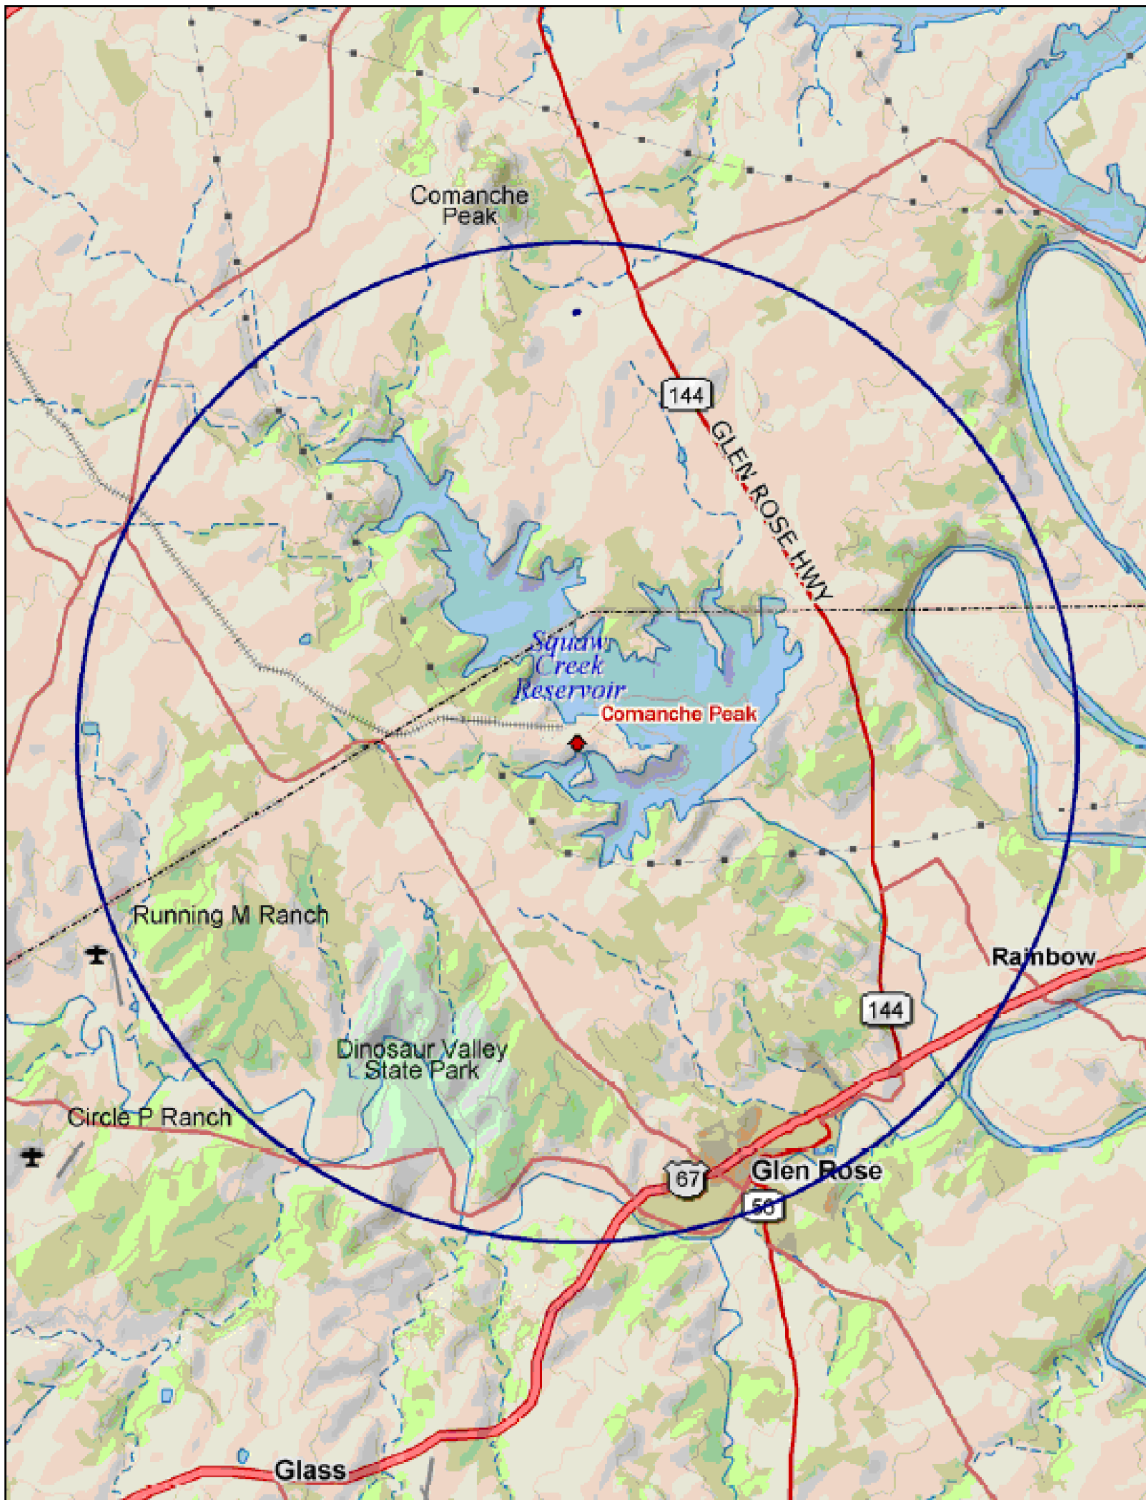 Comanche
Peak
144
GLEN ROSE HWY
Squaw
Creek
Reservoir
Comanche Peak
Running M Ranch
Rainbow
144
Dinosaur Valley
State Park
Circle P Ranch
67
Glen Rose
56
Glass